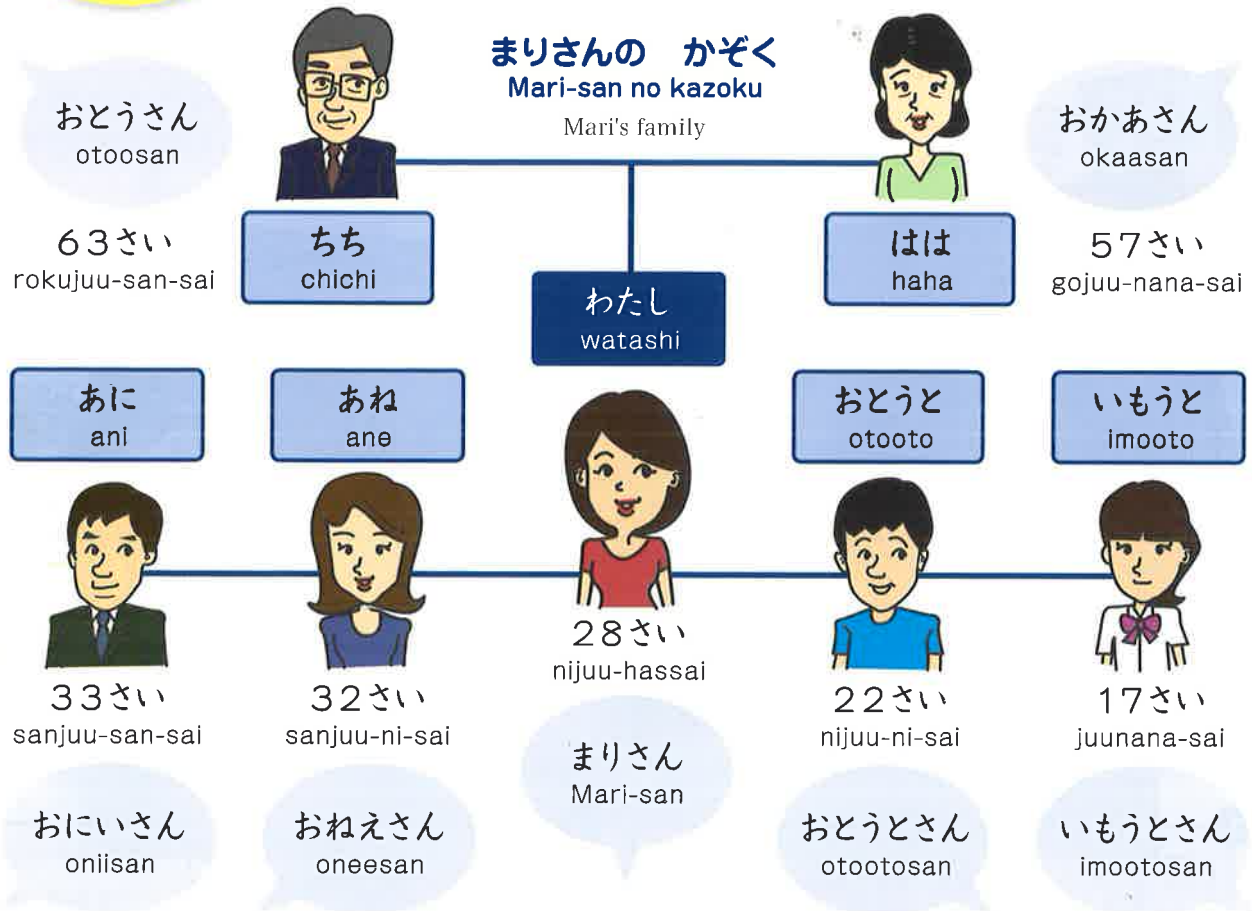 まりさんの かぞく
Mari-san no kazoku
Mari's family
おとうさん
otoosan
63さい
rokujuu-san-sai
ちち
chichi
はは
haha
おかあさん
okaasan
57さい
gojuu-nana-sai
わたし
watashi
あに
ani
あね
ane
おとうと
otooto
いもうと
imooto
33さい
sanjuu-san-sai
32さい
sanjuu-ni-sai
28さい
nijuu-hassai
22さい
nijuu-ni-sai
17さい
juunana-sai
おにいさん
oniisan
おねえさん
oneesan
まりさん
Mari-san
おとうとさん
otootosan
いもうとさん
imootosan